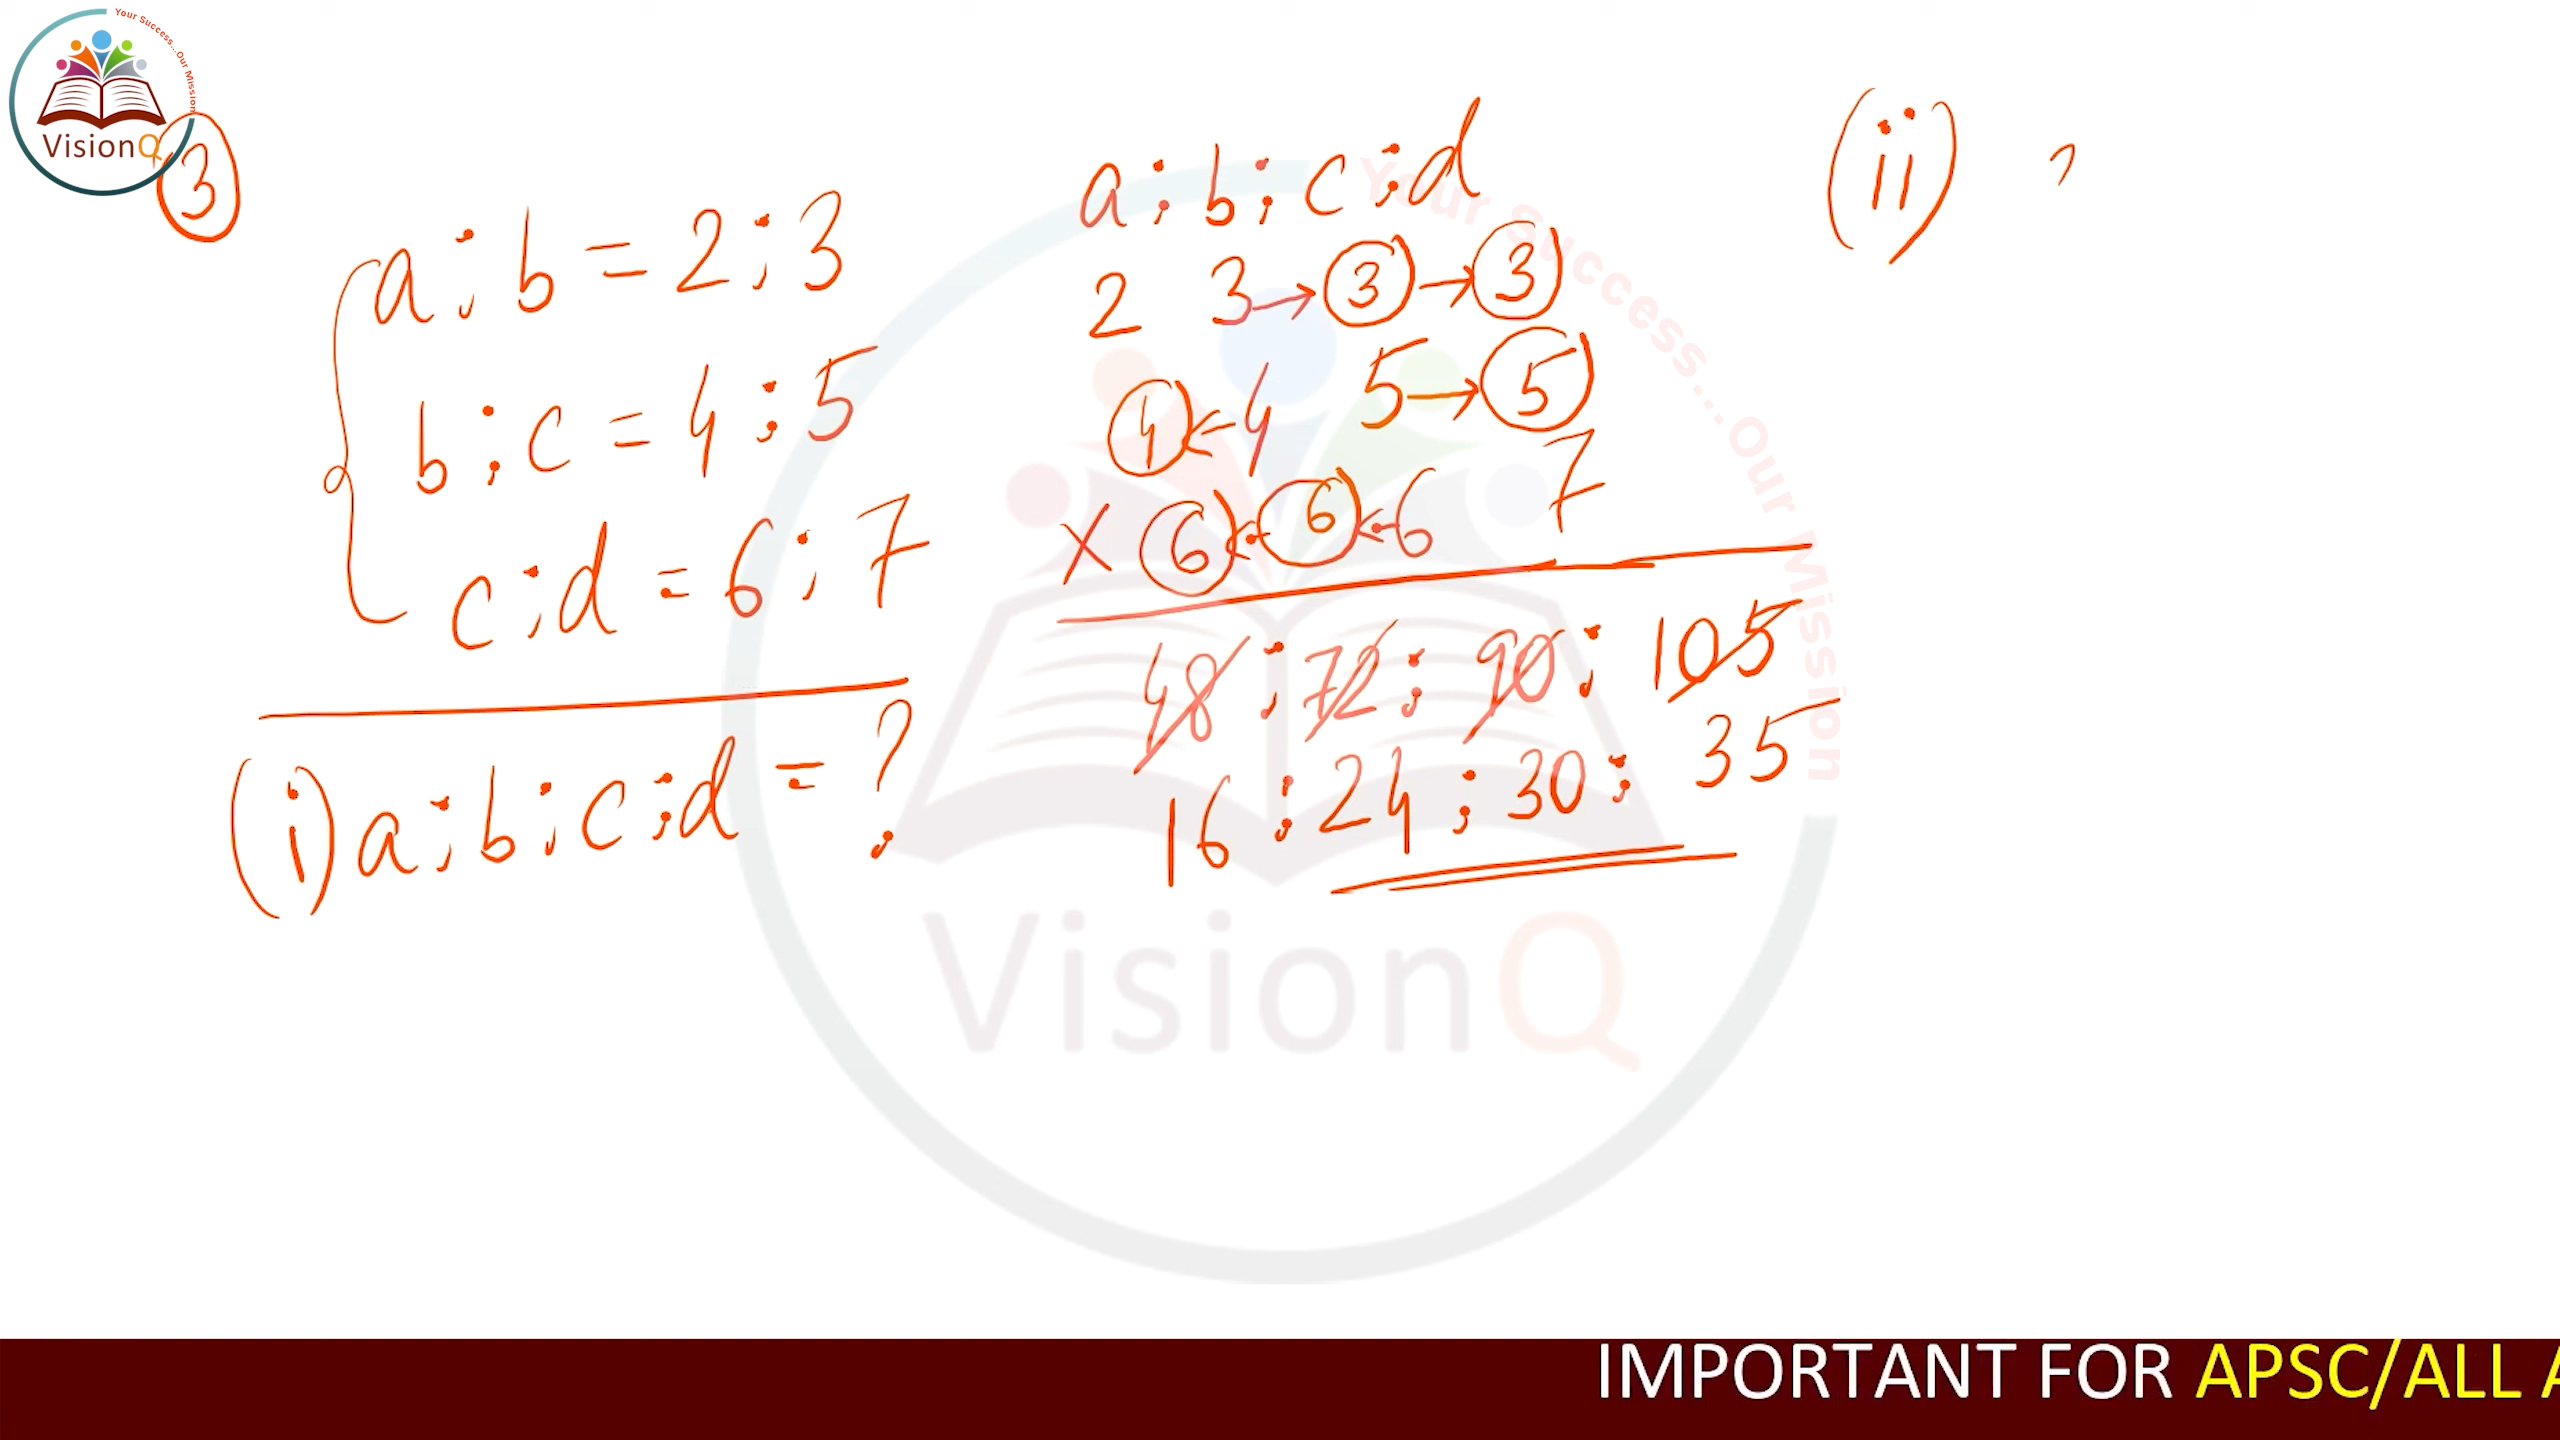 Your Success...Our Mission
VisionQ
3
a : b = 2 : 3
b : c = 4 : 5
c : d = 6 : 7
(i) a : b : c : d = ?
a : b : c : d
2 3 → 3 → 3
4 ← 4 5 → 5
× 6 ← 6 ← 6 7
48 : 72 : 90 : 105
16 : 24 : 30 : 35
(ii)
Your Success...Our Mission
VisionQ
IMPORTANT FOR APSC/ALL A